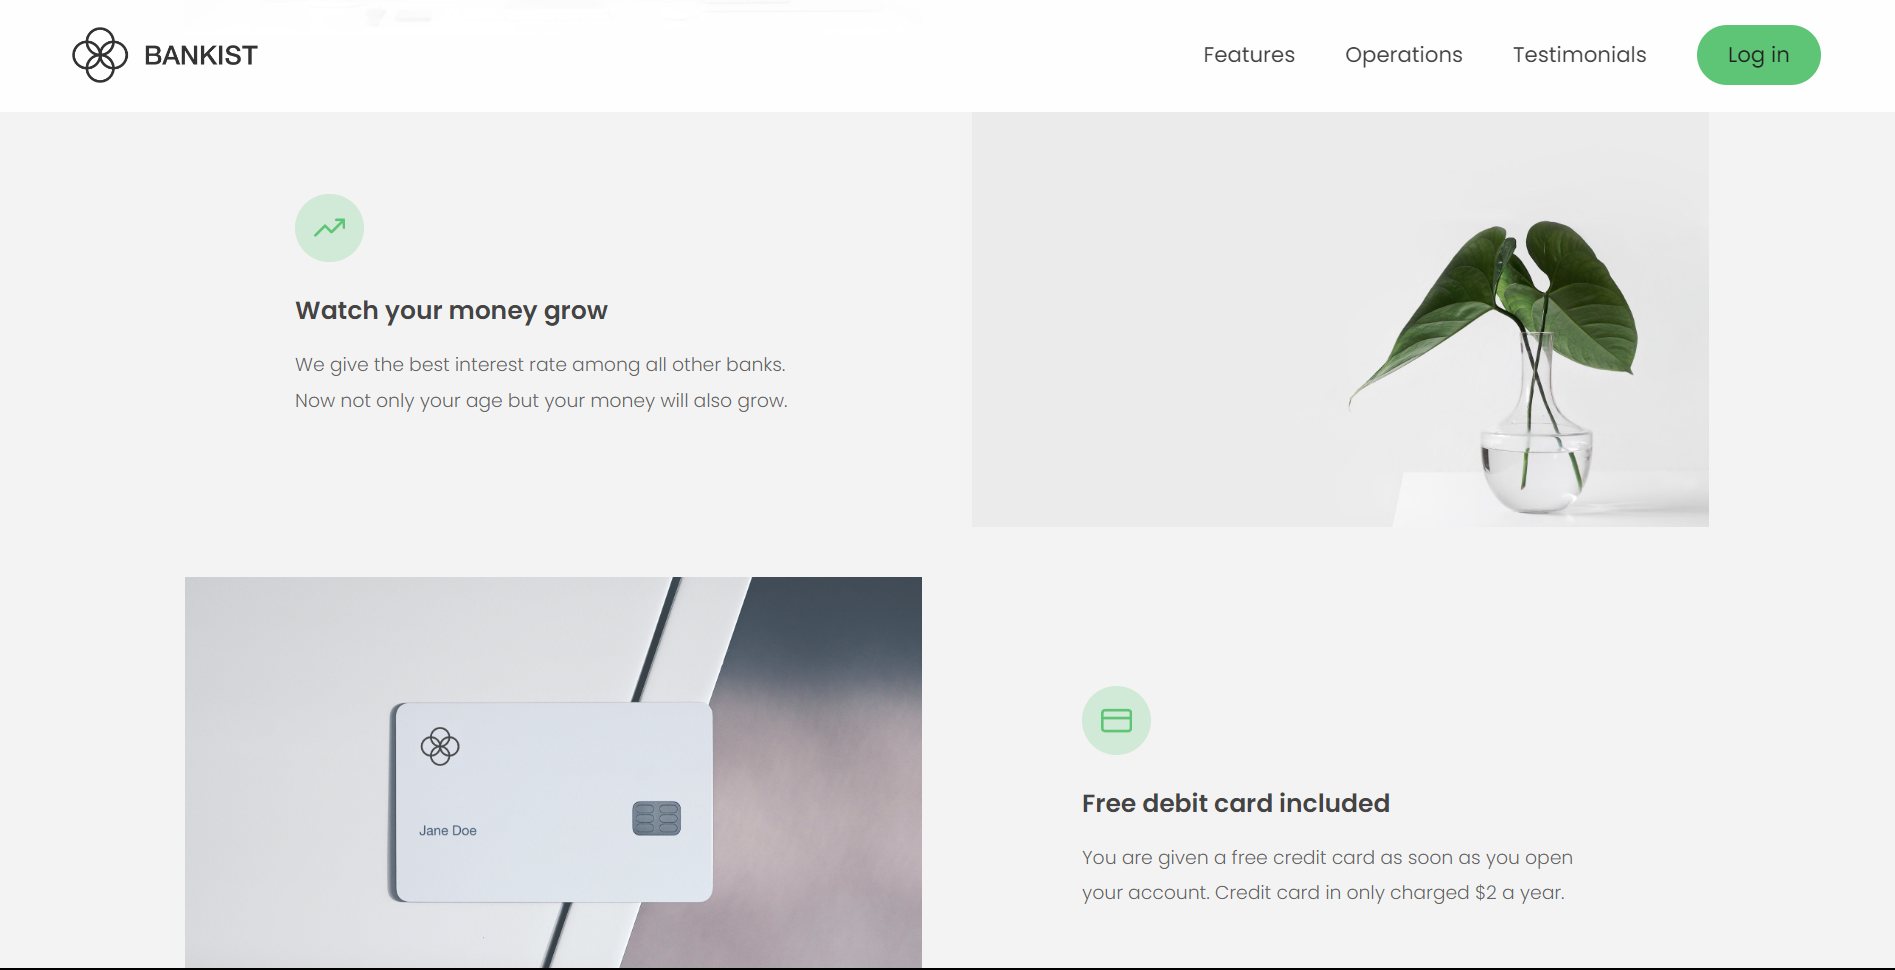 BANKIST
Features
Operations
Testimonials
Log in
Watch your money grow
We give the best interest rate among all other banks.
Now not only your age but your money will also grow.
Jane Doe
Free debit card included
You are given a free credit card as soon as you open
your account. Credit card in only charged $2 a year.